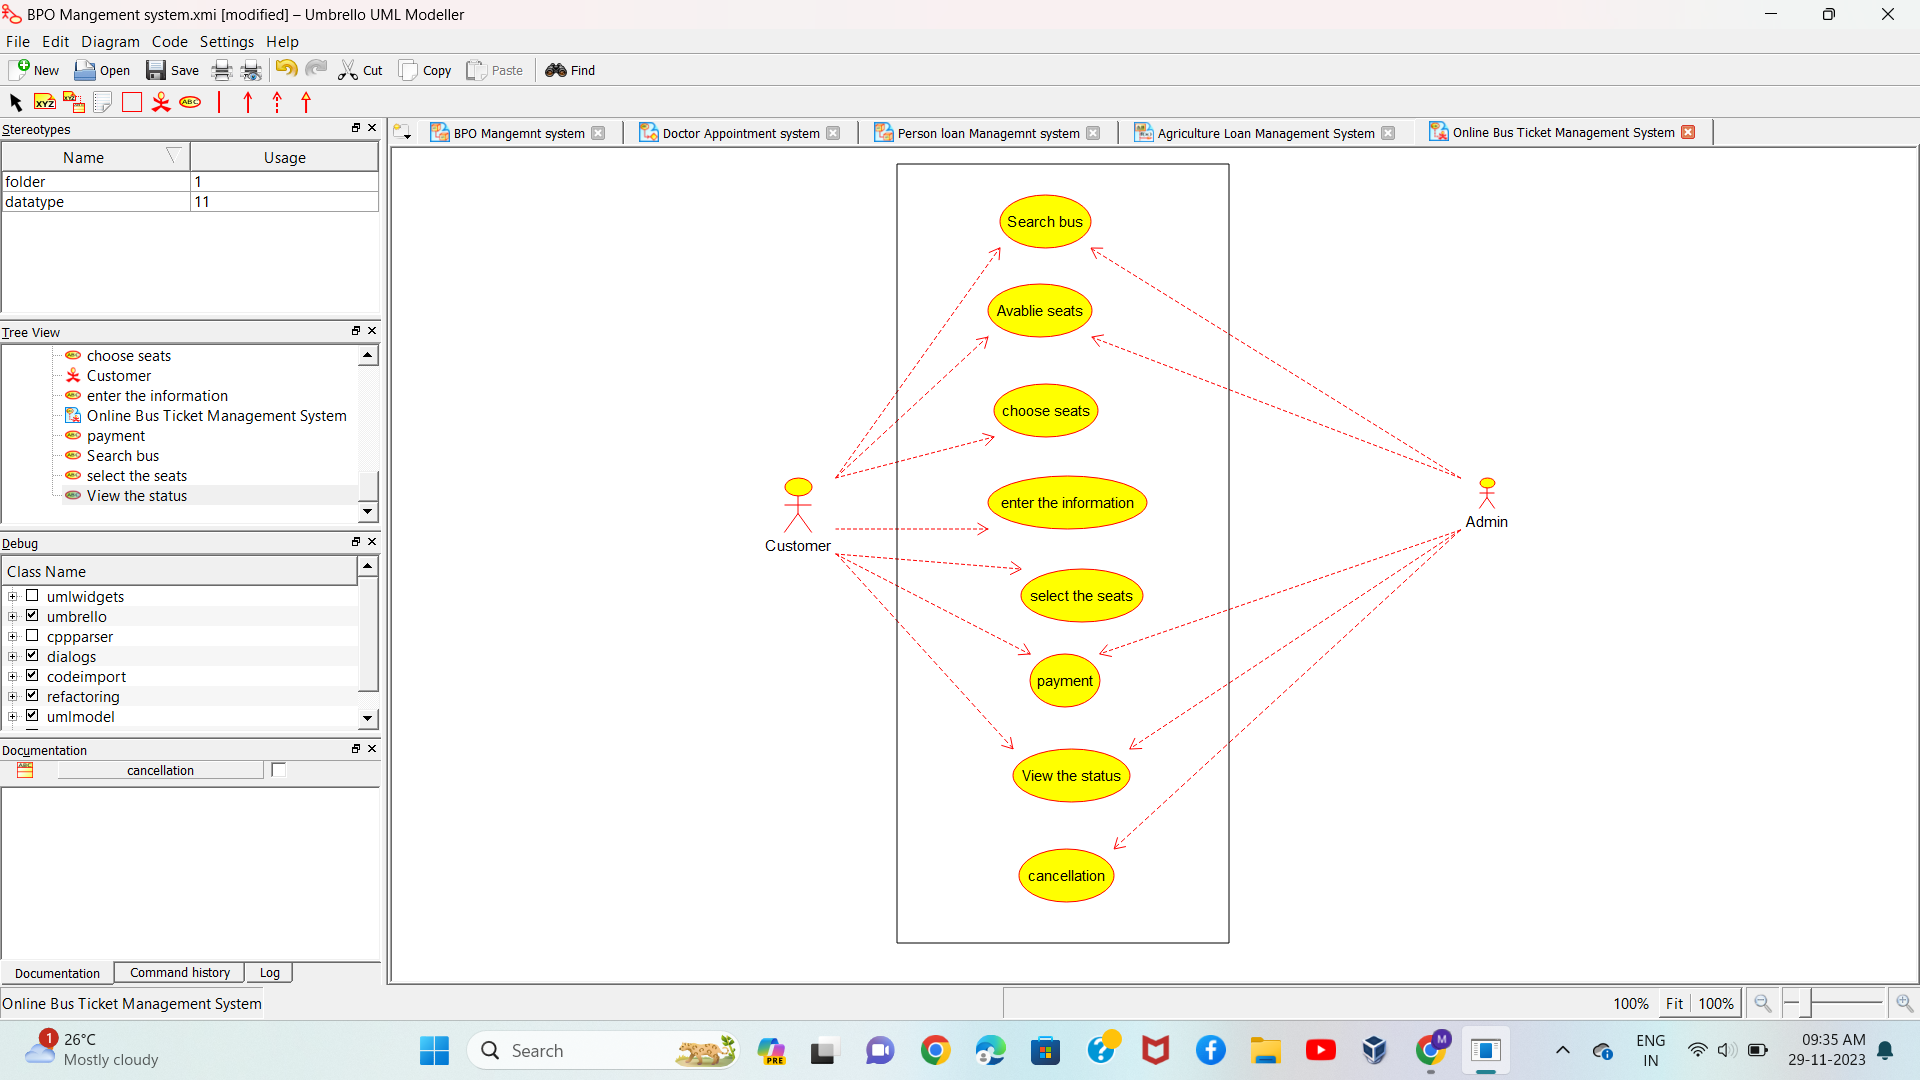 BPO Mangement system.xmi [modified] – Umbrello UML Modeller
File Edit Diagram Code Settings Help
New Open Save Cut Copy Paste Find
XYZ XYZ ABC
Stereotypes
Name Usage
folder 1
datatype 11
Tree View
choose seats
Customer
enter the information
Online Bus Ticket Management System
payment
Search bus
select the seats
View the status
Debug
Class Name
umlwidgets
umbrello
cppparser
dialogs
codeimport
refactoring
umlmodel
Documentation
cancellation
Documentation Command history Log
Online Bus Ticket Management System
BPO Mangemnt system
Doctor Appointment system
Person loan Managemnt system
Agriculture Loan Management System
Online Bus Ticket Management System
Search bus
Avablie seats
choose seats
enter the information
select the seats
payment
View the status
cancellation
Customer
Admin
100% Fit 100%
1
26°C
Mostly cloudy
Search
PRE
M
ENG
IN
09:35 AM
29-11-2023